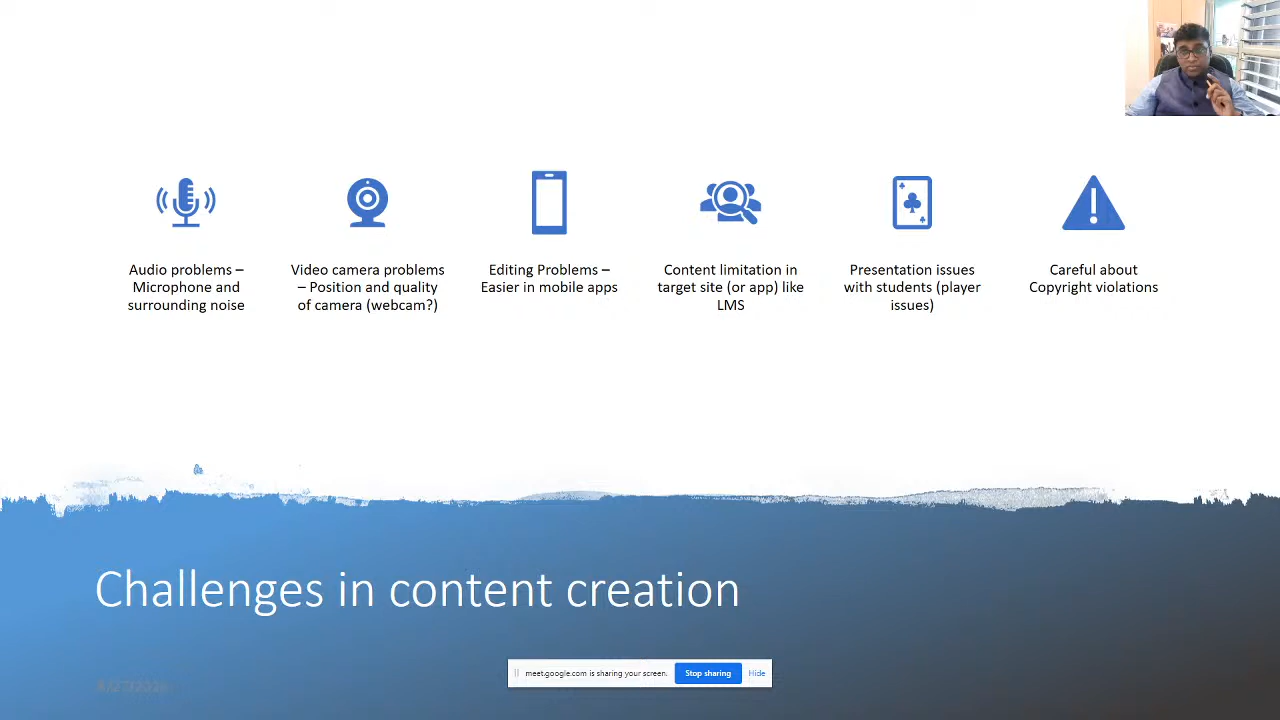 Audio problems –
Microphone and
surrounding noise
Video camera problems
– Position and quality
of camera (webcam?)
Editing Problems –
Easier in mobile apps
Content limitation in
target site (or app) like
LMS
Presentation issues
with students (player
issues)
Careful about
Copyright violations
Challenges in content creation
meet.google.com is sharing your screen.
Stop sharing
Hide